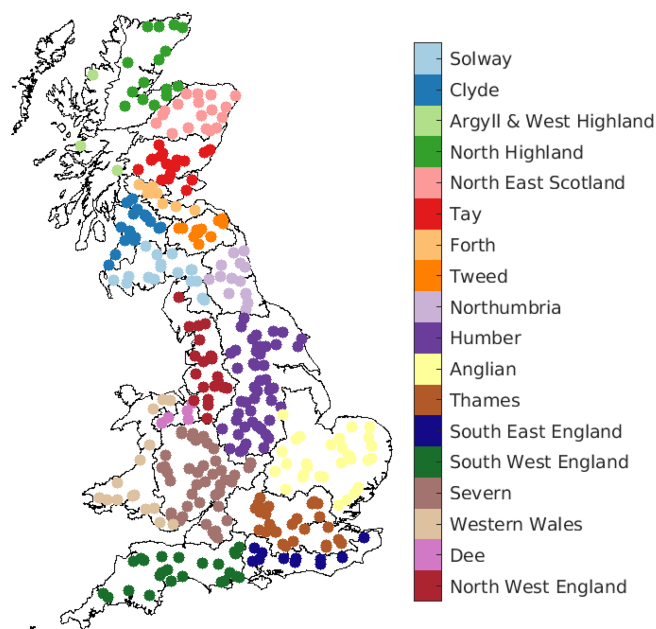 Solway
Clyde
Argyll & West Highland
North Highland
North East Scotland
Tay
Forth
Tweed
Northumbria
Humber
Anglian
Thames
South East England
South West England
Severn
Western Wales
Dee
North West England